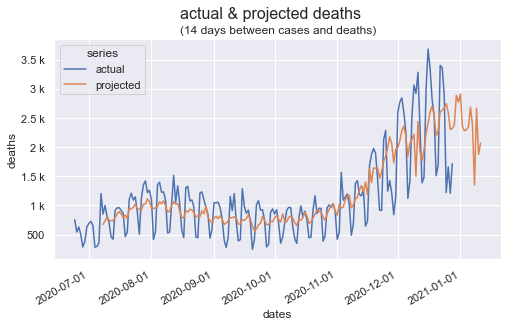 actual & projected deaths
(14 days between cases and deaths)
series
actual
projected
3.5 k
3 k
2.5 k
2 k
1.5 k
1 k
500
deaths
2020-07-01
2020-08-01
2020-09-01
2020-10-01
2020-11-01
2020-12-01
2021-01-01
dates